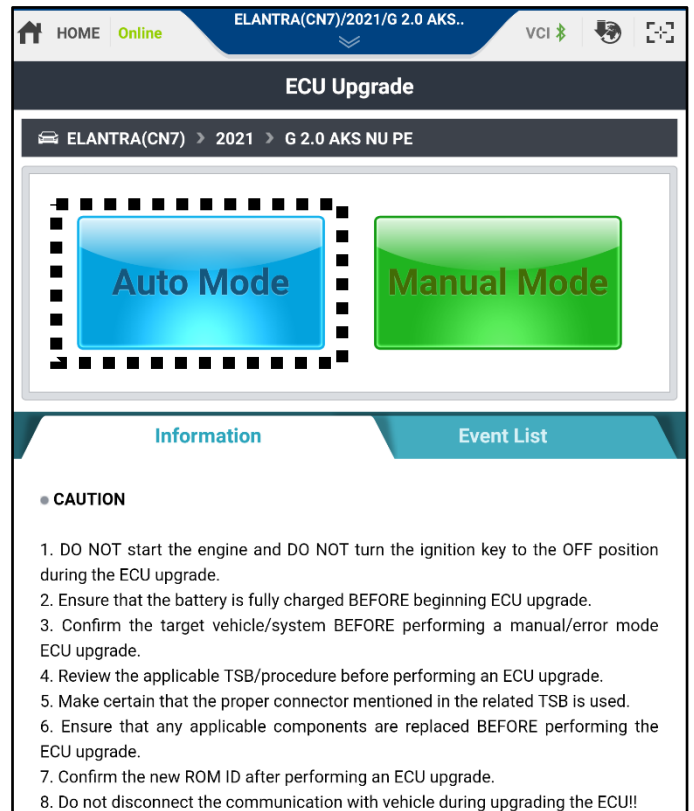 HOME Online ELANTRA(CN7)/2021/G 2.0 AKS.. VCI
ECU Upgrade
ELANTRA(CN7) > 2021 > G 2.0 AKS NU PE
Auto Mode Manual Mode
Information Event List
CAUTION
1. DO NOT start the engine and DO NOT turn the ignition key to the OFF position
during the ECU upgrade.
2. Ensure that the battery is fully charged BEFORE beginning ECU upgrade.
3. Confirm the target vehicle/system BEFORE performing a manual/error mode
ECU upgrade.
4. Review the applicable TSB/procedure before performing an ECU upgrade.
5. Make certain that the proper connector mentioned in the related TSB is used.
6. Ensure that any applicable components are replaced BEFORE performing the
ECU upgrade.
7. Confirm the new ROM ID after performing an ECU upgrade.
8. Do not disconnect the communication with vehicle during upgrading the ECU!!